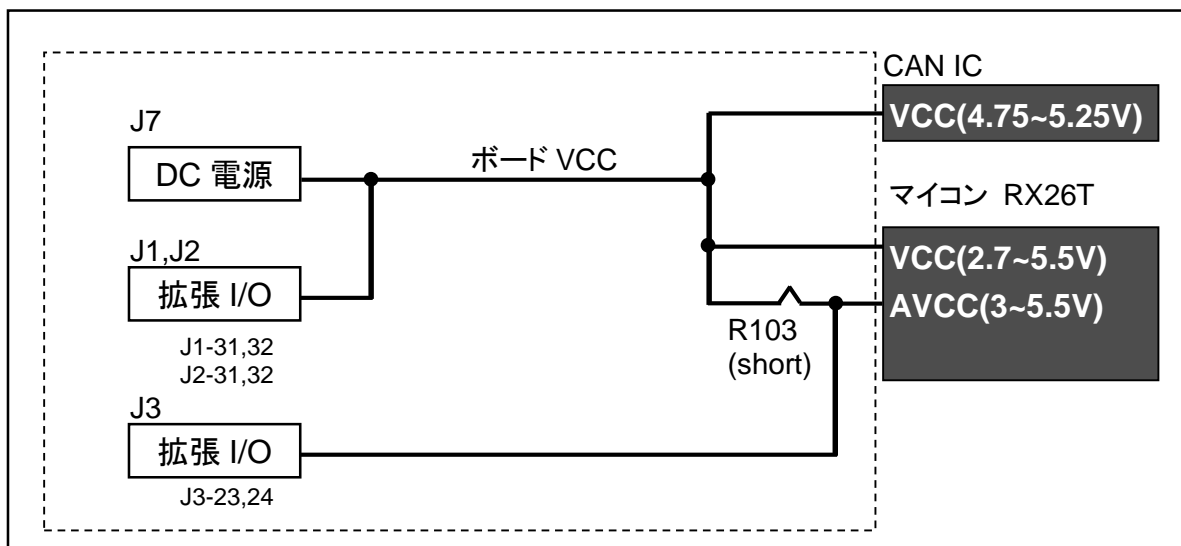 CAN IC
VCC(4.75~5.25V)
J7
DC 電源
ボード VCC
マイコン RX26T
J1,J2
拡張 I/O
VCC(2.7~5.5V)
AVCC(3~5.5V)
J1-31,32
J2-31,32
R103
(short)
J3
拡張 I/O
J3-23,24